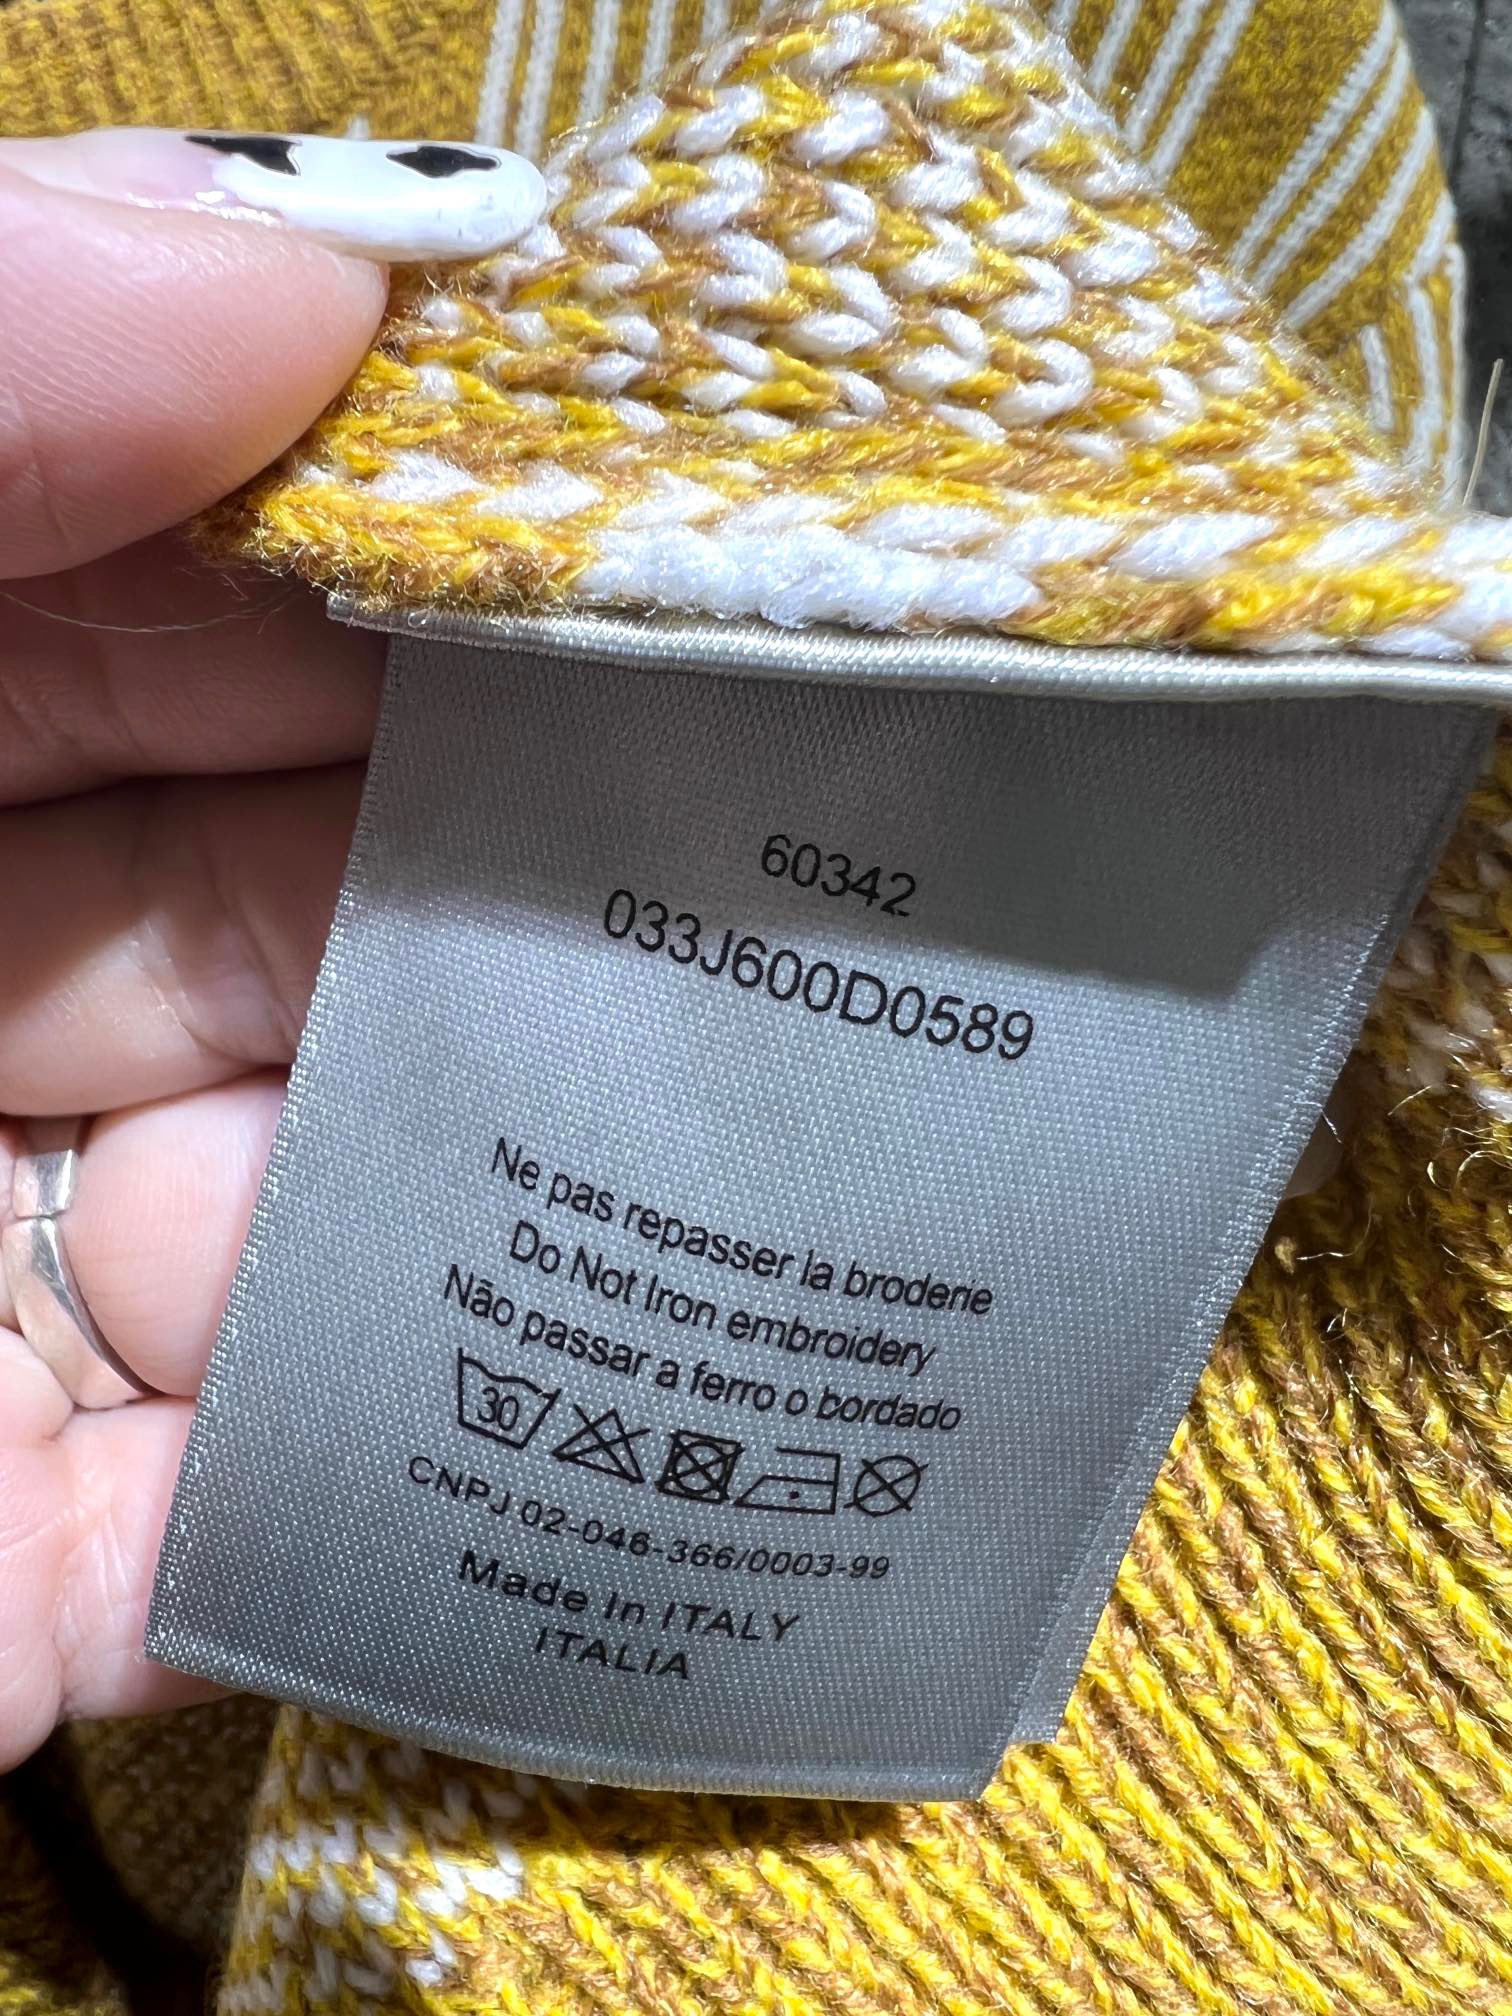 60342
033J600D0589
Ne pas repasser la broderie
Do Not Iron embroidery
Não passar a ferro o bordado
30
CNPJ 02-046-366/0003-99
Made In ITALY
ITALIA